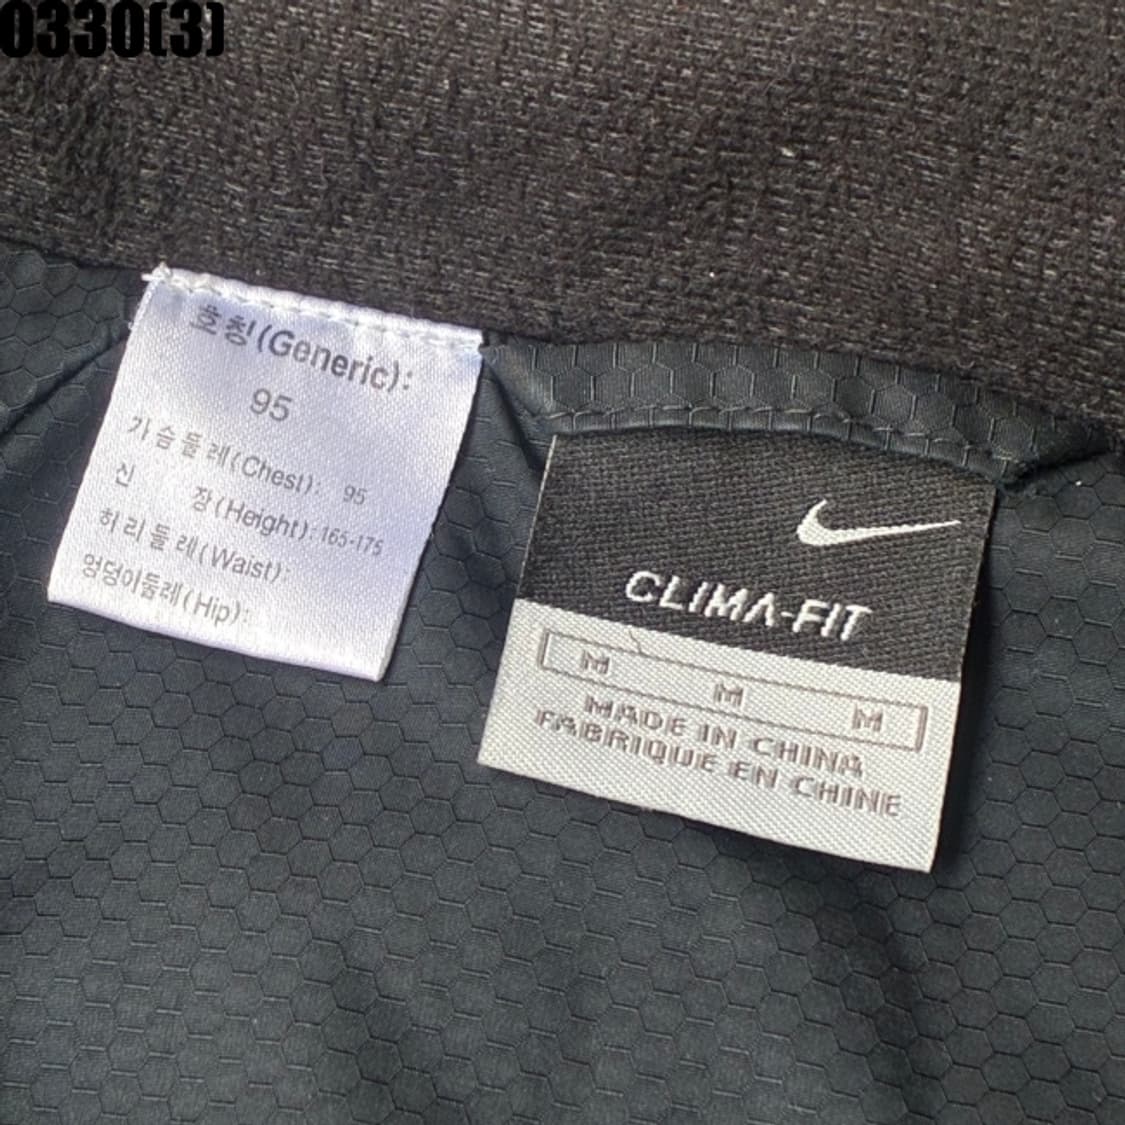 0330(3)
호칭(Generic):
95
가슴둘레(Chest): 95
신 장(Height): 165-175
허리둘레(Waist):
엉덩이둘레(Hip):
CLIMA-FIT
M M M
MADE IN CHINA
FABRIQUE EN CHINE